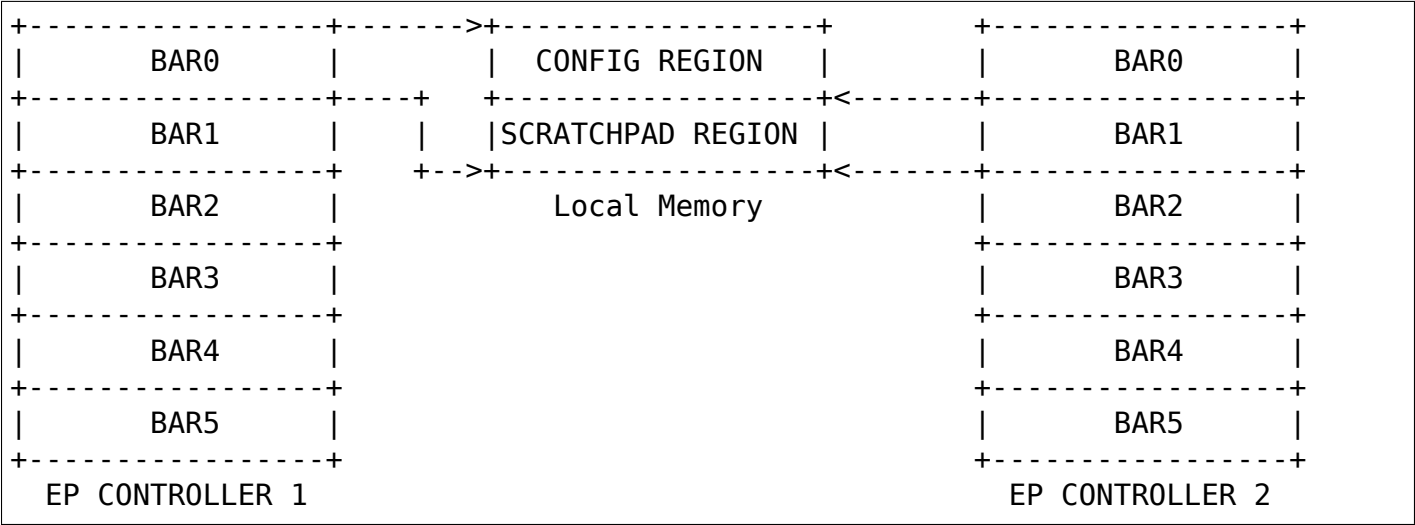 BAR0 CONFIG REGION BAR0
BAR1 SCRATCHPAD REGION BAR1
BAR2 Local Memory BAR2
BAR3 BAR3
BAR4 BAR4
BAR5 BAR5
EP CONTROLLER 1 EP CONTROLLER 2